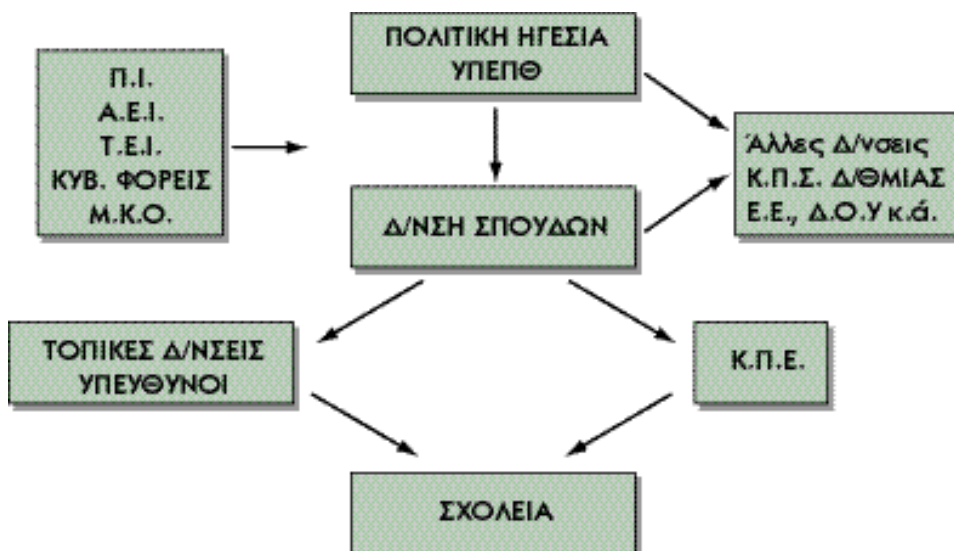 ΠΟΛΙΤΙΚΗ ΗΓΕΣΙΑ
ΥΠΕΠΘ
Π.Ι.
Α.Ε.Ι.
Τ.Ε.Ι.
ΚΥΒ. ΦΟΡΕΙΣ
Μ.Κ.Ο.
Άλλες Δ/νσεις
Κ.Π.Σ. Δ/ΘΜΙΑΣ
Ε.Ε., Δ.Ο.Υ κ.ά.
Δ/ΝΣΗ ΣΠΟΥΔΩΝ
ΤΟΠΙΚΕΣ Δ/ΝΣΕΙΣ
ΥΠΕΥΘΥΝΟΙ
Κ.Π.Ε.
ΣΧΟΛΕΙΑ